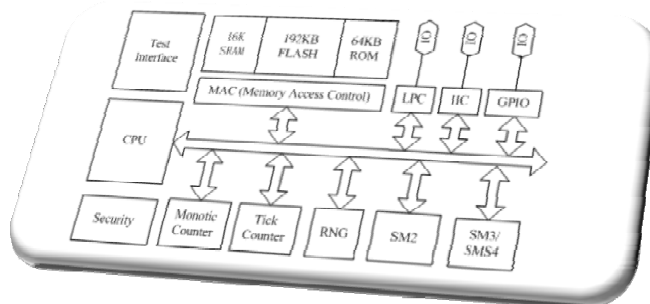 Test
Interface
16K
SRAM
192KB
FLASH
64KB
ROM
IO
IO
IO
MAC (Memory Access Control)
LPC
IIC
GPIO
CPU
Security
Monotic
Counter
Tick
Counter
RNG
SM2
SM3/
SMS4